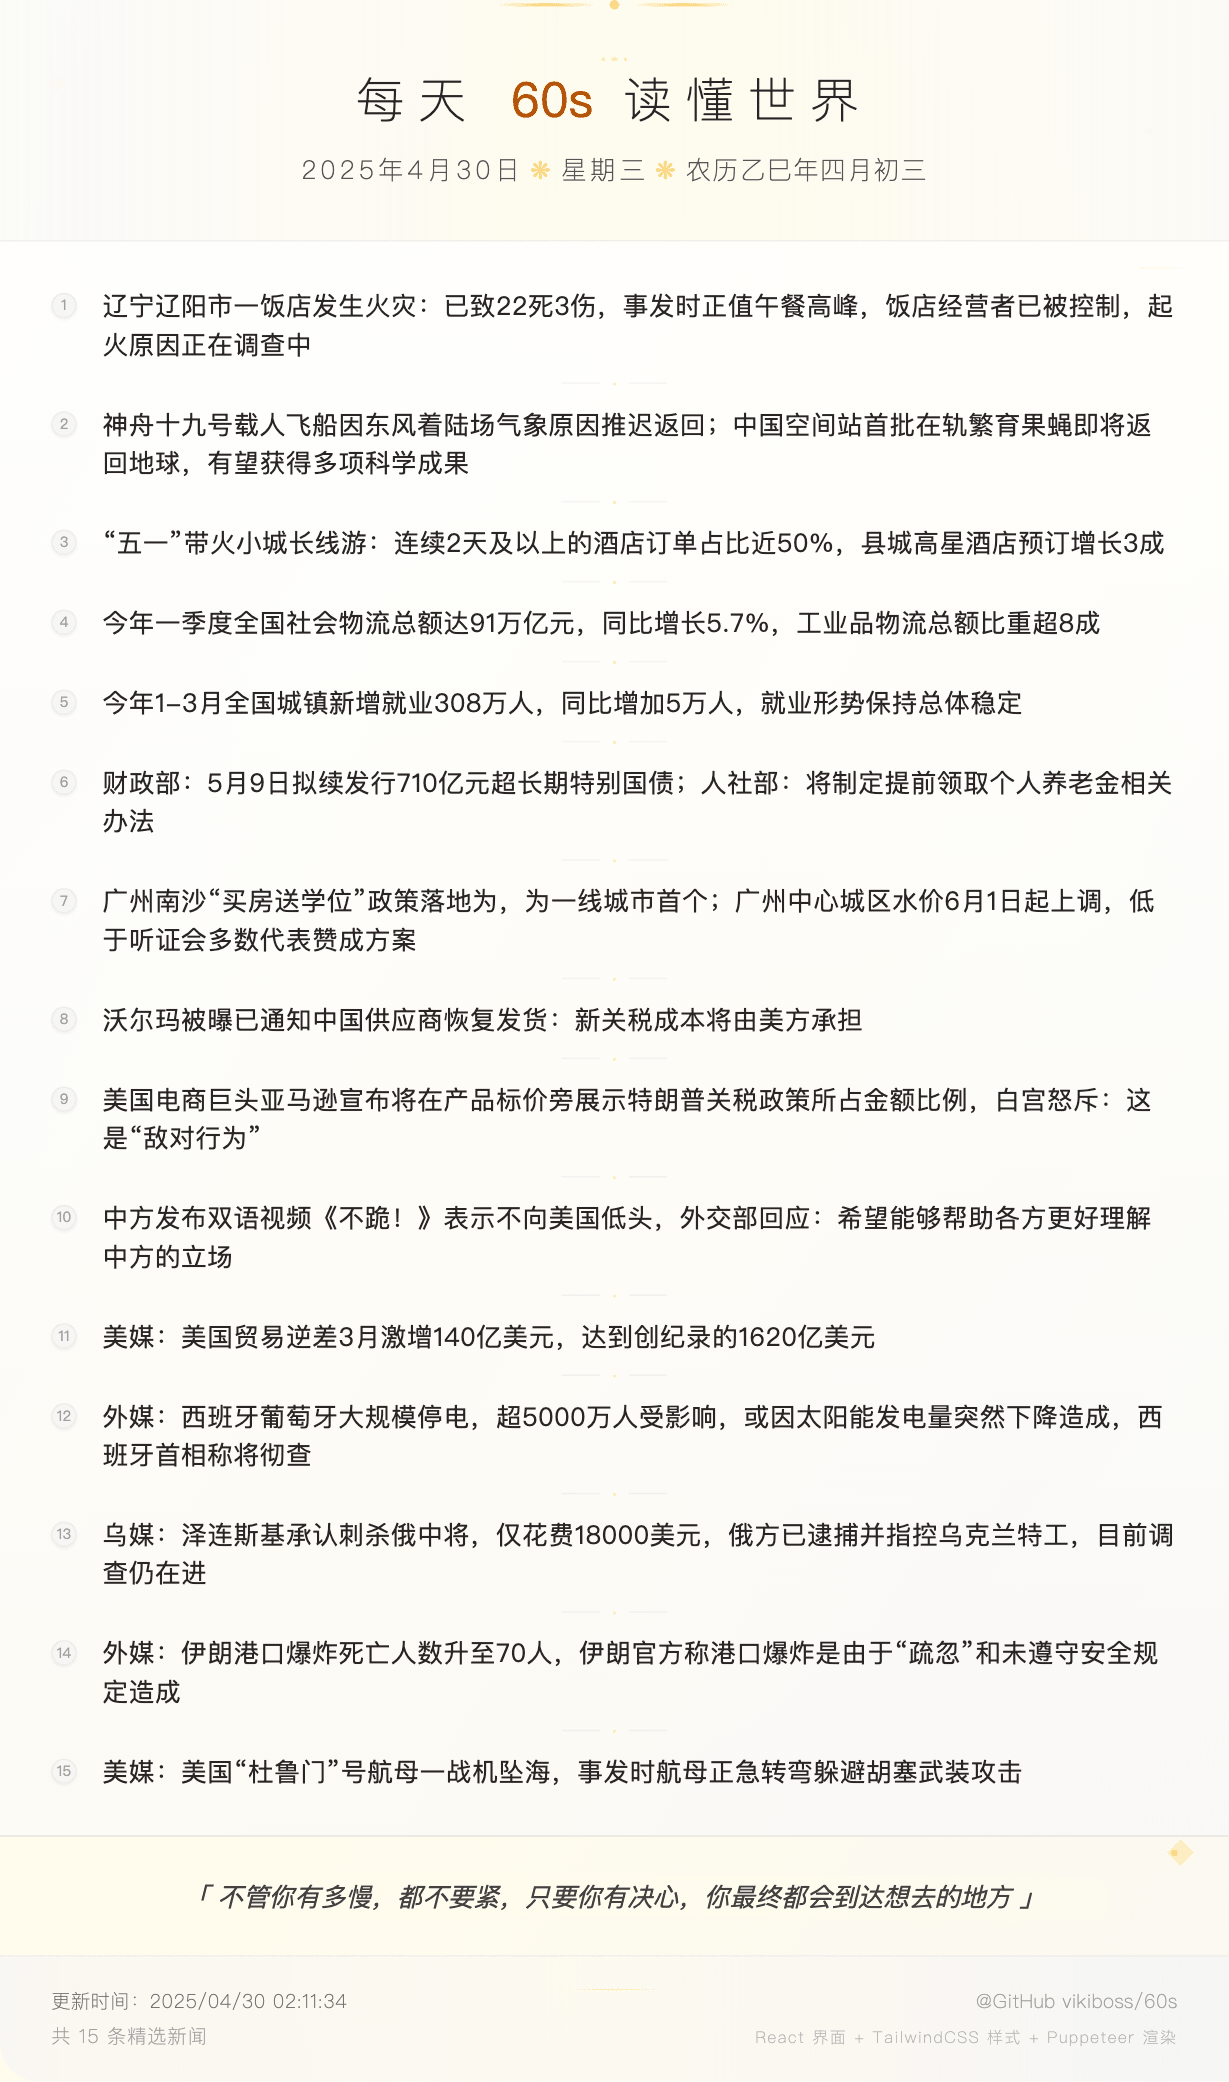 每天 60s 读懂世界
2025年4月30日 ❋ 星期三 ❋ 农历乙巳年四月初三
1 辽宁辽阳市一饭店发生火灾：已致22死3伤，事发时正值午餐高峰，饭店经营者已被控制，起
火原因正在调查中
2 神舟十九号载人飞船因东风着陆场气象原因推迟返回；中国空间站首批在轨繁育果蝇即将返
回地球，有望获得多项科学成果
3 “五一”带火小城长线游：连续2天及以上的酒店订单占比近50%，县城高星酒店预订增长3成
4 今年一季度全国社会物流总额达91万亿元，同比增长5.7%，工业品物流总额比重超8成
5 今年1–3月全国城镇新增就业308万人，同比增加5万人，就业形势保持总体稳定
6 财政部：5月9日拟续发行710亿元超长期特别国债；人社部：将制定提前领取个人养老金相关
办法
7 广州南沙“买房送学位”政策落地为，为一线城市首个；广州中心城区水价6月1日起上调，低
于听证会多数代表赞成方案
8 沃尔玛被曝已通知中国供应商恢复发货：新关税成本将由美方承担
9 美国电商巨头亚马逊宣布将在产品标价旁展示特朗普关税政策所占金额比例，白宫怒斥：这
是“敌对行为”
10 中方发布双语视频《不跪！》表示不向美国低头，外交部回应：希望能够帮助各方更好理解
中方的立场
11 美媒：美国贸易逆差3月激增140亿美元，达到创纪录的1620亿美元
12 外媒：西班牙葡萄牙大规模停电，超5000万人受影响，或因太阳能发电量突然下降造成，西
班牙首相称将彻查
13 乌媒：泽连斯基承认刺杀俄中将，仅花费18000美元，俄方已逮捕并指控乌克兰特工，目前调
查仍在进
14 外媒：伊朗港口爆炸死亡人数升至70人，伊朗官方称港口爆炸是由于“疏忽”和未遵守安全规
定造成
15 美媒：美国“杜鲁门”号航母一战机坠海，事发时航母正急转弯躲避胡塞武装攻击
「 不管你有多慢，都不要紧，只要你有决心，你最终都会到达想去的地方 」
更新时间：2025/04/30 02:11:34
@GitHub vikiboss/60s
共 15 条精选新闻
React 界面 + TailwindCSS 样式 + Puppeteer 渲染